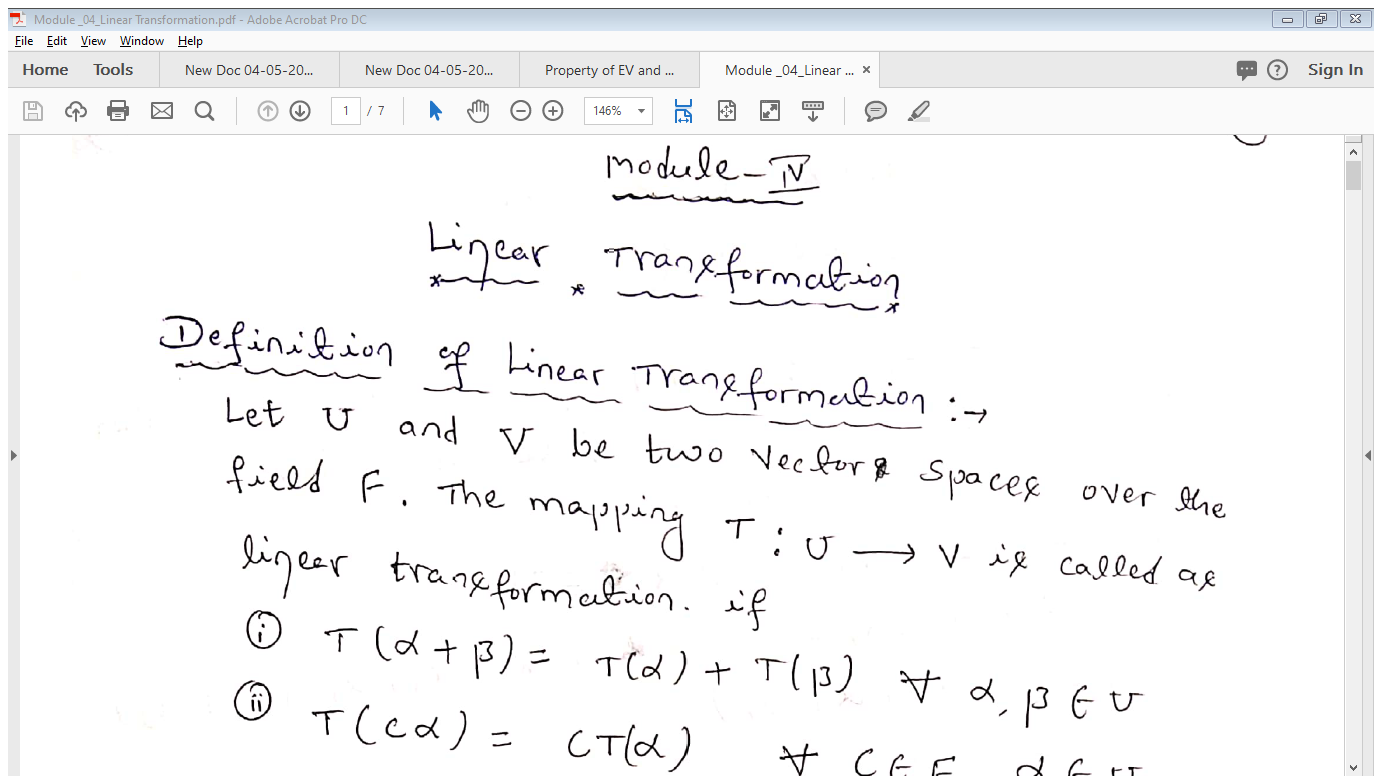 Module _04_Linear Transformation.pdf - Adobe Acrobat Pro DC
File Edit View Window Help
Home Tools New Doc 04-05-20... New Doc 04-05-20... Property of EV and ... Module _04_Linear ... × Sign In
1 / 7 146%
Module - IV
Linear Transformation
Definition of Linear Transformation :→
Let U and V be two vector spaces over the
field F. The mapping T : U → V is called as
linear transformation. if
(i) T(α + β) = T(α) + T(β) ∀ α, β ∈ U
(ii) T(cα) = cT(α) ∀ c ∈ F, α ∈ U